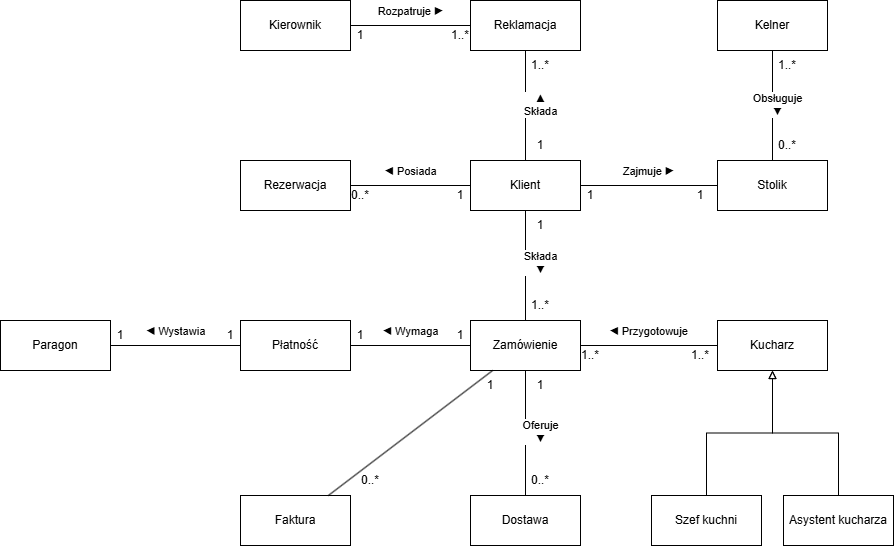 Kierownik
Rozpatruje ►
1
1..*
Reklamacja
Kelner
1..*
▲
Składa
1
1..*
Obsługuje
▼
0..*
Rezerwacja
◄ Posiada
0..*
1
Klient
Zajmuje ►
1
1
Stolik
1
Składa
▼
1..*
Paragon
◄ Wystawia
1
1
Płatność
◄ Wymaga
1
1
Zamówienie
◄ Przygotowuje
1..*
1..*
Kucharz
1
1
Oferuje
▼
0..*
0..*
Faktura
Dostawa
Szef kuchni
Asystent kucharza